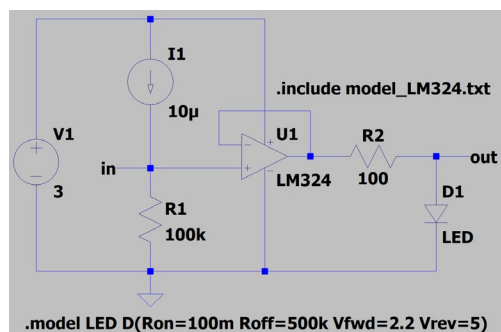 I1
.include model_LM324.txt
10µ
V1
U1
R2
in
out
3
LM324
100
D1
R1
100k
LED
.model LED D(Ron=100m Roff=500k Vfwd=2.2 Vrev=5)